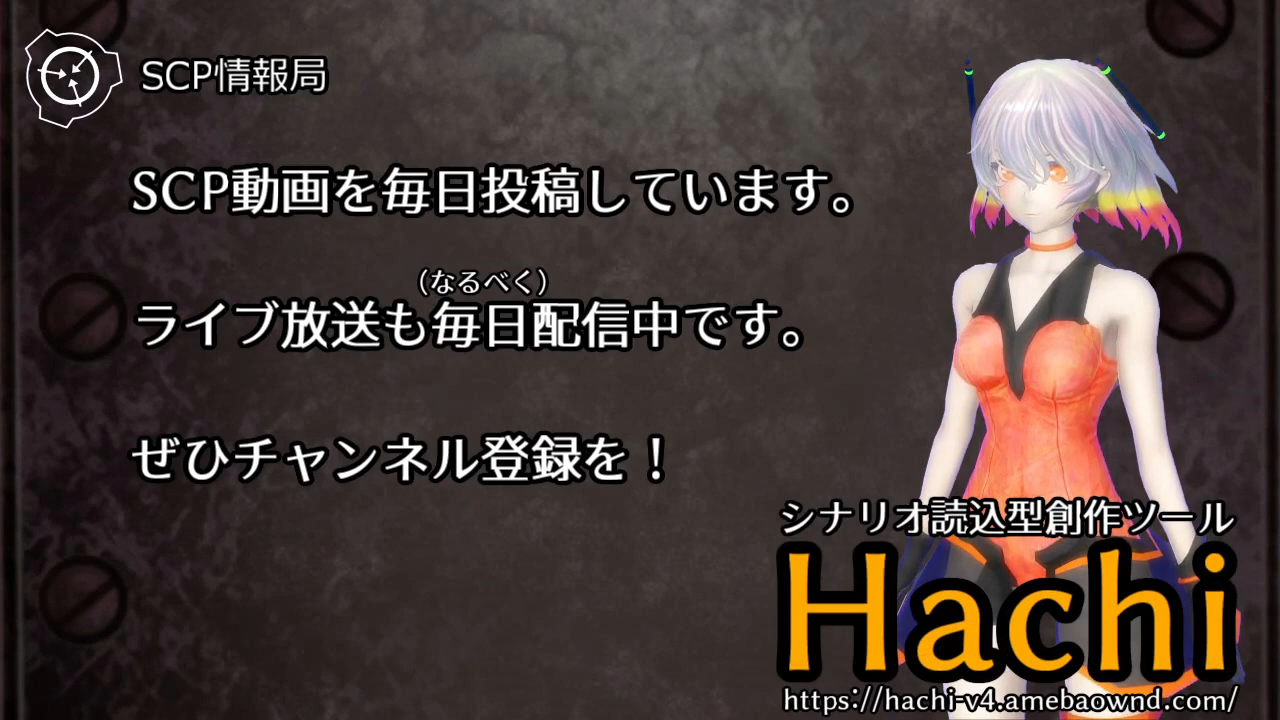 SCP情報局
SCP動画を毎日投稿しています。
（なるべく）
ライブ放送も毎日配信中です。
ぜひチャンネル登録を！
シナリオ読込型創作ツール
Hachi
https://hachi-v4.amebaownd.com/